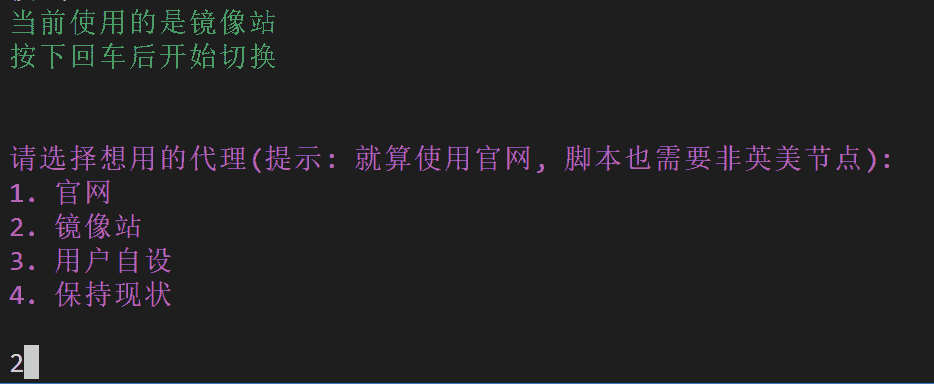 当前使用的是镜像站
按下回车后开始切换
请选择想用的代理(提示: 就算使用官网, 脚本也需要非英美节点):
1. 官网
2. 镜像站
3. 用户自设
4. 保持现状
2